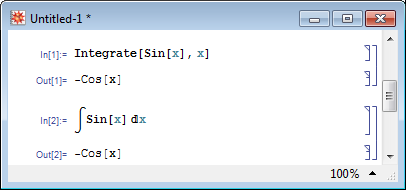 Untitled-1 *
In[1]:= Integrate[Sin[x], x]
Out[1]= -Cos[x]
In[2]:= ∫Sin[x] ⅆx
Out[2]= -Cos[x]
100%